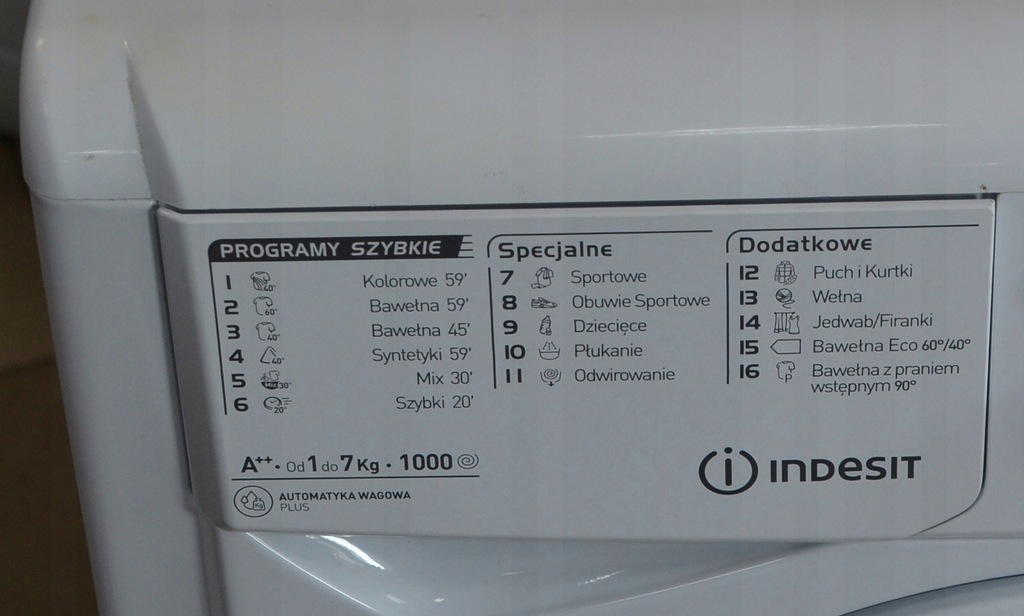 PROGRAMY SZYBKIE
1 40° Kolorowe 59'
2 60° Bawełna 59'
3 40° Bawełna 45'
4 40° Syntetyki 59'
5 Mix 30° Mix 30'
6 20° Szybki 20'
A++ • Od 1 do 7 Kg • 1000
Kg AUTOMATYKA WAGOWA
PLUS
Specjalne
7 Sportowe
8 Obuwie Sportowe
9 Dziecięce
10 Płukanie
11 Odwirowanie
Dodatkowe
12 Puch i Kurtki
13 Wełna
14 Jedwab/Firanki
15 Bawełna Eco 60°/40°
16 P Bawełna z praniem
wstępnym 90°
i INDESIT